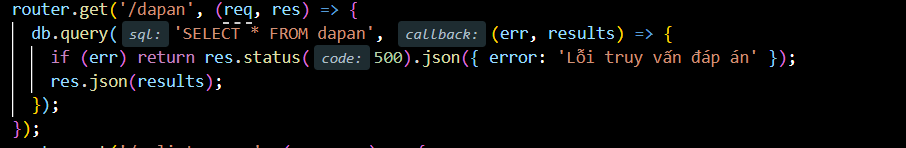 router.get('/dapan', (req, res) => {
db.query( sql: 'SELECT * FROM dapan', callback: (err, results) => {
if (err) return res.status( code: 500).json({ error: 'Lỗi truy vấn đáp án' });
res.json(results);
});
});